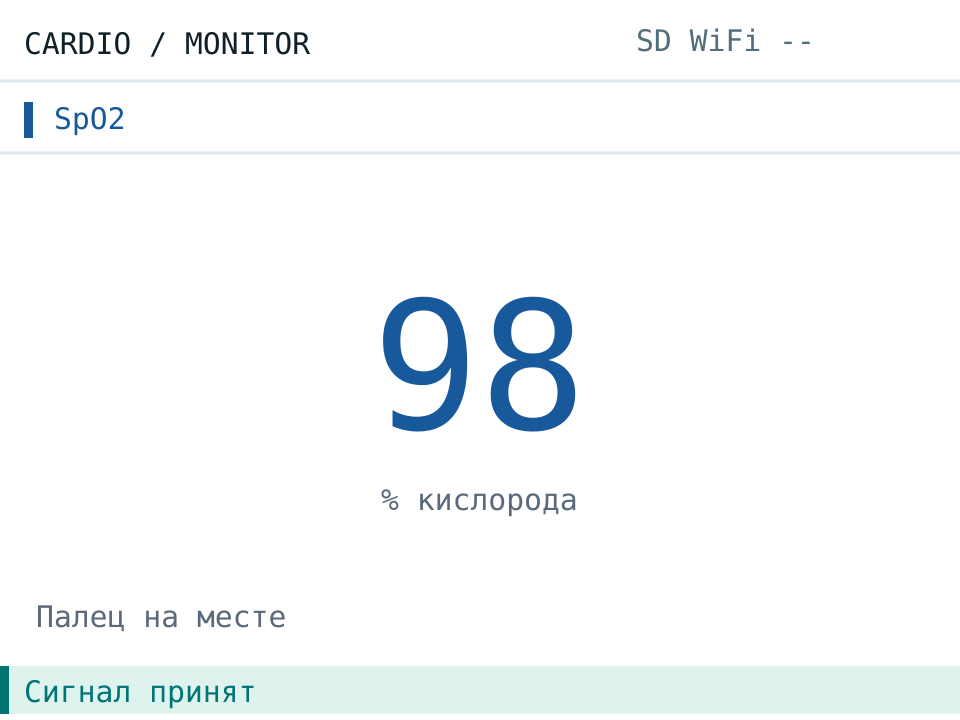 CARDIO / MONITOR
SD WiFi --
SpO2
98
% кислорода
Палец на месте
Сигнал принят